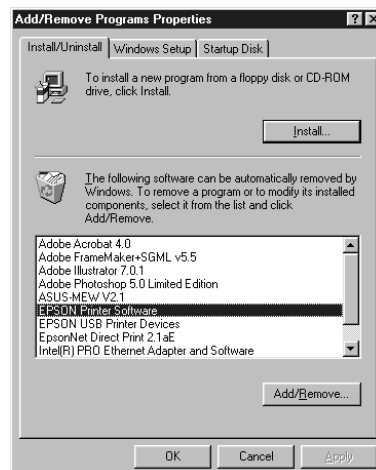 Add/Remove Programs Properties
Install/Uninstall
Windows Setup
Startup Disk
To install a new program from a floppy disk or CD-ROM
drive, click Install.
Install...
The following software can be automatically removed by
Windows. To remove a program or to modify its installed
components, select it from the list and click
Add/Remove.
Adobe Acrobat 4.0
Adobe FrameMaker+SGML v5.5
Adobe Illustrator 7.0.1
Adobe Photoshop 5.0 Limited Edition
ASUS-MEW V2.1
EPSON Printer Software
EPSON USB Printer Devices
EpsonNet Direct Print 2.1aE
Intel(R) PRO Ethernet Adapter and Software
Add/Remove...
OK
Cancel
Apply